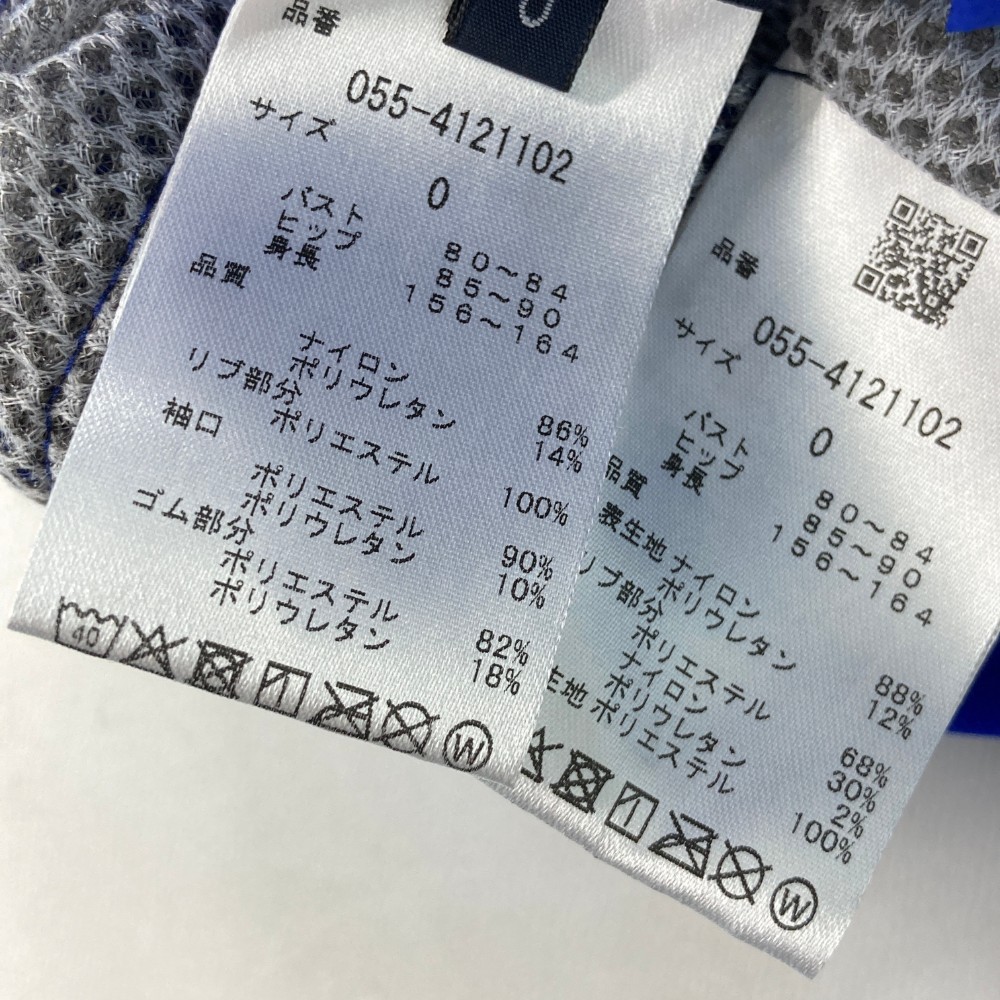 0
品番
055-4121102
サイズ
0
バスト 80～84
ヒップ 85～90
身長 156～164
品質
ナイロン 86%
ポリウレタン 14%
リブ部分
ポリエステル 100%
袖口
ポリエステル 90%
ポリウレタン 10%
ゴム部分
ポリエステル 82%
ポリウレタン 18%
40
W
品番
055-4121102
サイズ
0
バスト 80～84
ヒップ 85～90
身長 156～164
品質
表生地 ナイロン 88%
ポリウレタン 12%
リブ部分
ポリエステル 68%
ナイロン 30%
ポリウレタン 2%
生地 ポリエステル 100%
W